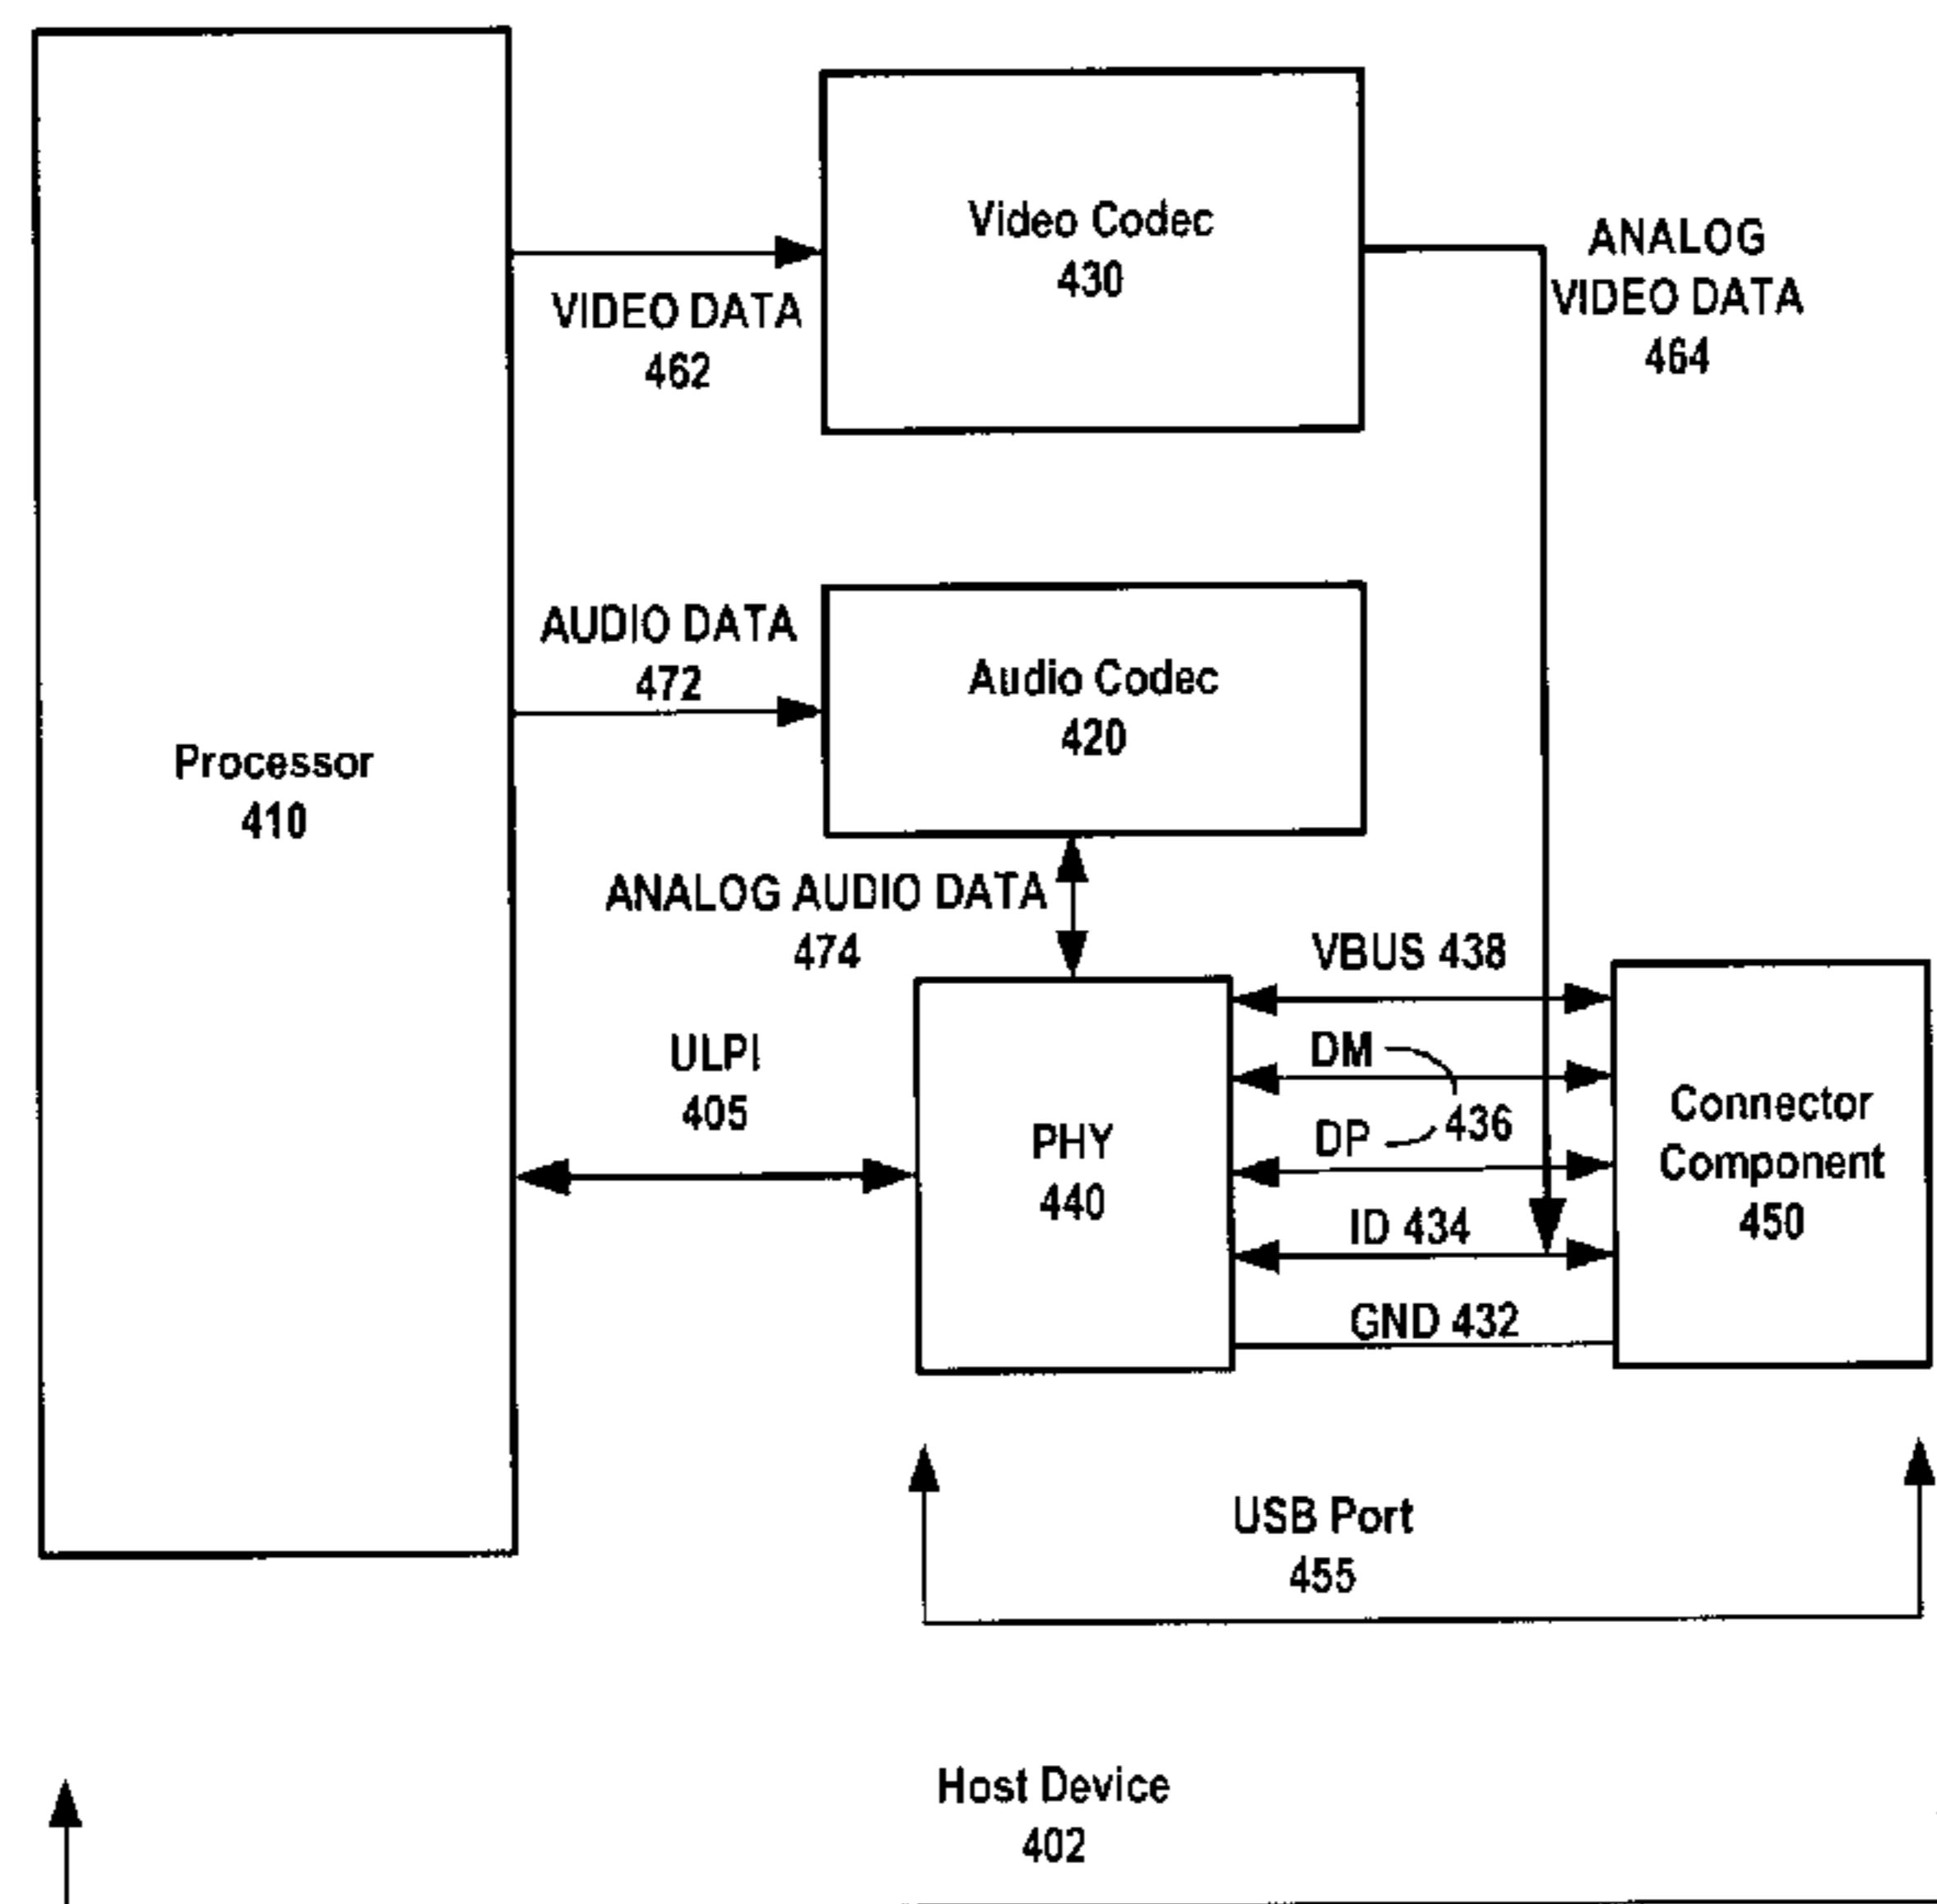 Video Codec
430
ANALOG
VIDEO DATA
464
VIDEO DATA
462
AUDIO DATA
472
Audio Codec
420
Processor
410
ANALOG AUDIO DATA
474
VBUS 438
ULPI
405
DM
436
DP
PHY
440
Connector
Component
450
ID 434
GND 432
USB Port
455
Host Device
402